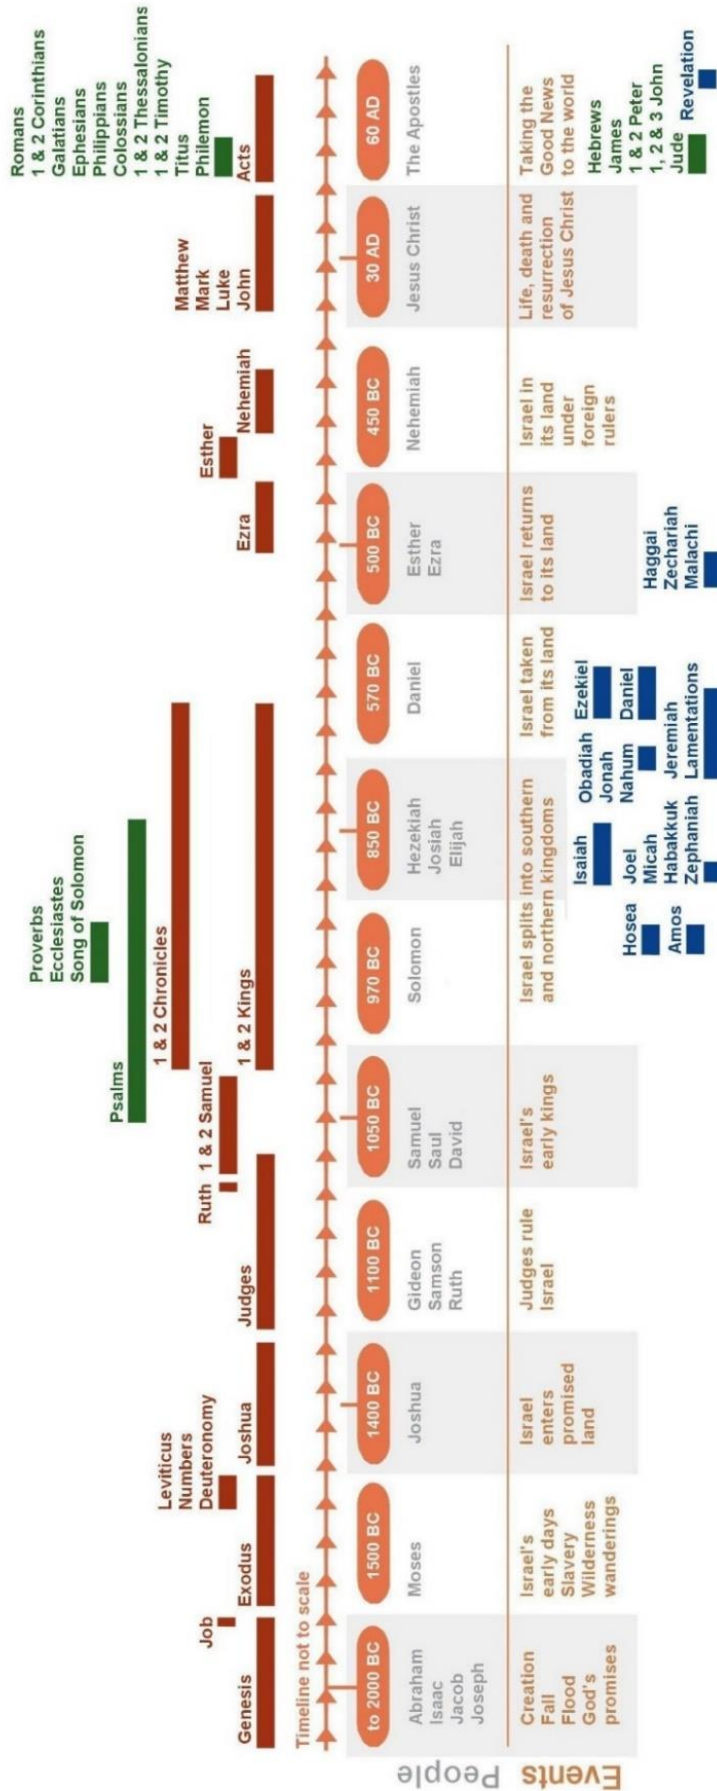 Proverbs
Ecclesiastes
Song of Solomon
Romans
1 & 2 Corinthians
Galatians
Ephesians
Philippians
Colossians
1 & 2 Thessalonians
1 & 2 Timothy
Titus
Philemon
Psalms
1 & 2 Chronicles
Leviticus
Numbers
Deuteronomy
Matthew
Mark
Luke
John
Job
Ruth
1 & 2 Samuel
Esther
Genesis
Exodus
Joshua
Judges
1 & 2 Kings
Ezra
Nehemiah
Acts
Timeline not to scale
to 2000 BC
1500 BC
1400 BC
1100 BC
1050 BC
970 BC
850 BC
570 BC
500 BC
450 BC
30 AD
60 AD
People
Abraham
Isaac
Jacob
Joseph
Moses
Joshua
Gideon
Samson
Ruth
Samuel
Saul
David
Solomon
Hezekiah
Josiah
Elijah
Daniel
Esther
Ezra
Nehemiah
Jesus Christ
The Apostles
Events
Creation
Fall
Flood
God's
promises
Israel's
early days
Slavery
Wilderness
wanderings
Israel
enters
promised
land
Judges rule
Israel
Israel's
early kings
Israel splits into southern
and northern kingdoms
Israel taken
from its land
Israel returns
to its land
Israel in
its land
under
foreign
rulers
Life, death and
resurrection
of Jesus Christ
Taking the
Good News
to the world
Hosea
Amos
Isaiah
Joel
Micah
Habakkuk
Zephaniah
Obadiah
Jonah
Nahum
Jeremiah
Lamentations
Ezekiel
Daniel
Haggai
Zechariah
Malachi
Hebrews
James
1 & 2 Peter
1, 2 & 3 John
Jude
Revelation